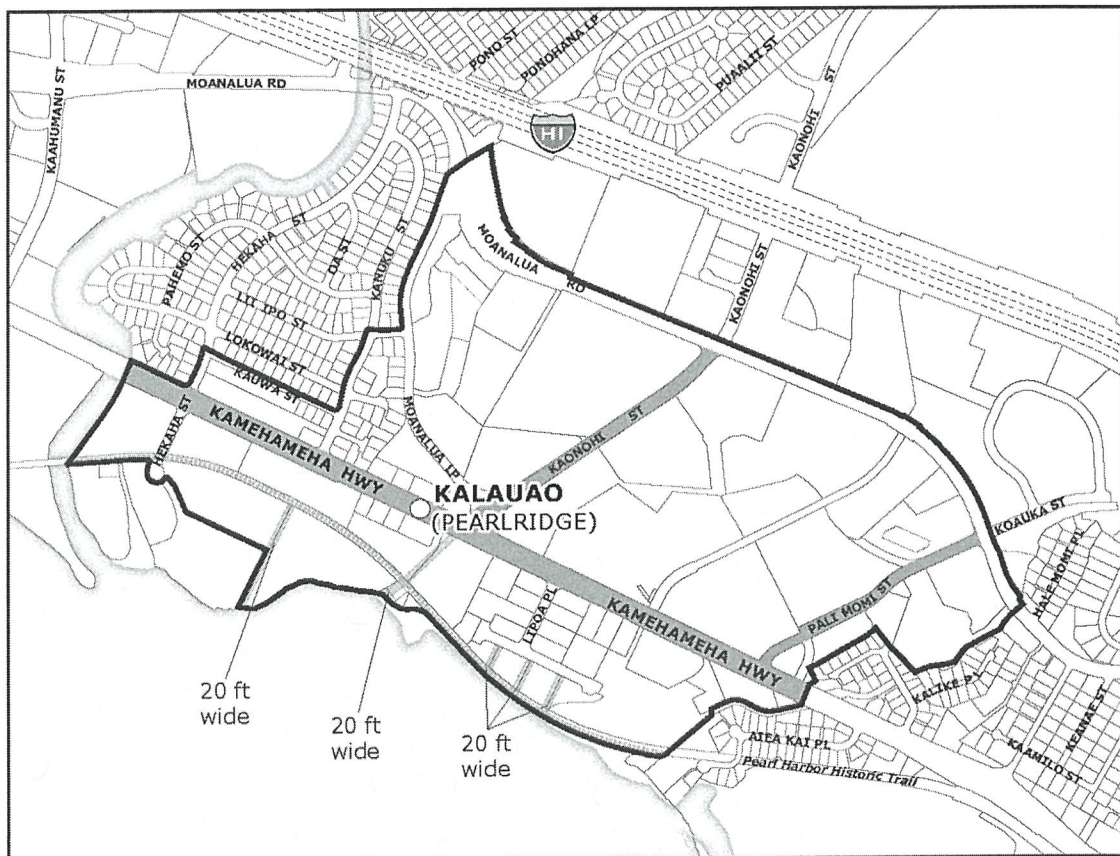 PONO ST
PONOHANA LP
PUAALII ST
KAAHUMANU ST
MOANALUA RD
KAONOHI ST
H1
PAHEMO ST
HEKAHA ST
OA ST
KANUKU ST
MOANALUA RD
KAONOHI ST
LII IPO ST
LOKOWAI ST
KAUWA ST
HEKAHA ST
KAMEHAMEHA HWY
MOANALUA LP
KAONOHI ST
KALAUAO
(PEARLRIDGE)
KOAUKA ST
HALE MOMI PL
LIPOA PL
KAMEHAMEHA HWY
PALI MOMI ST
KALIKE PL
KEANAE ST
KAAMILO ST
AIEA KAI PL
Pearl Harbor Historic Trail
20 ft
wide
20 ft
wide
20 ft
wide